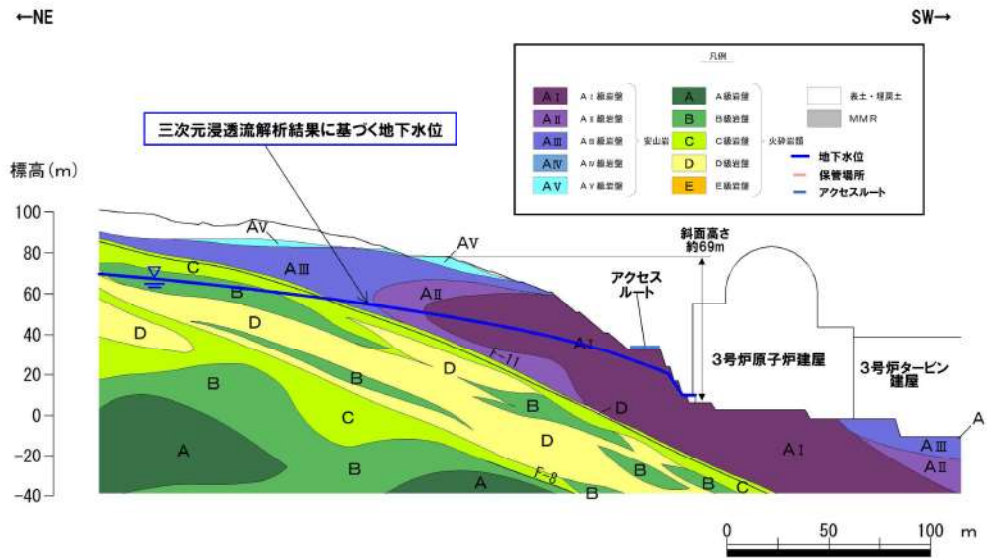 ←NE
SW→
凡例
AⅠ AⅠ級岩盤
AⅡ AⅡ級岩盤
AⅢ AⅢ級岩盤
AⅣ AⅣ級岩盤
AⅤ AⅤ級岩盤
安山岩
A A級岩盤
B B級岩盤
C C級岩盤
D D級岩盤
E E級岩盤
火砕岩類
表土・埋戻土
MMR
地下水位
保管場所
アクセスルート
三次元浸透流解析結果に基づく地下水位
標高(m)
100
80
60
40
20
0
-20
-40
AⅤ
AⅤ
AⅢ
AⅡ
AⅠ
C
B
D
D
D
F-11
B
B
B
C
D
D
A
B
A
F-8
B
B
B
C
AⅠ
AⅢ
AⅡ
A
斜面高さ
約69m
アクセス
ルート
3号炉原子炉建屋
3号炉タービン
建屋
0 50 100 m